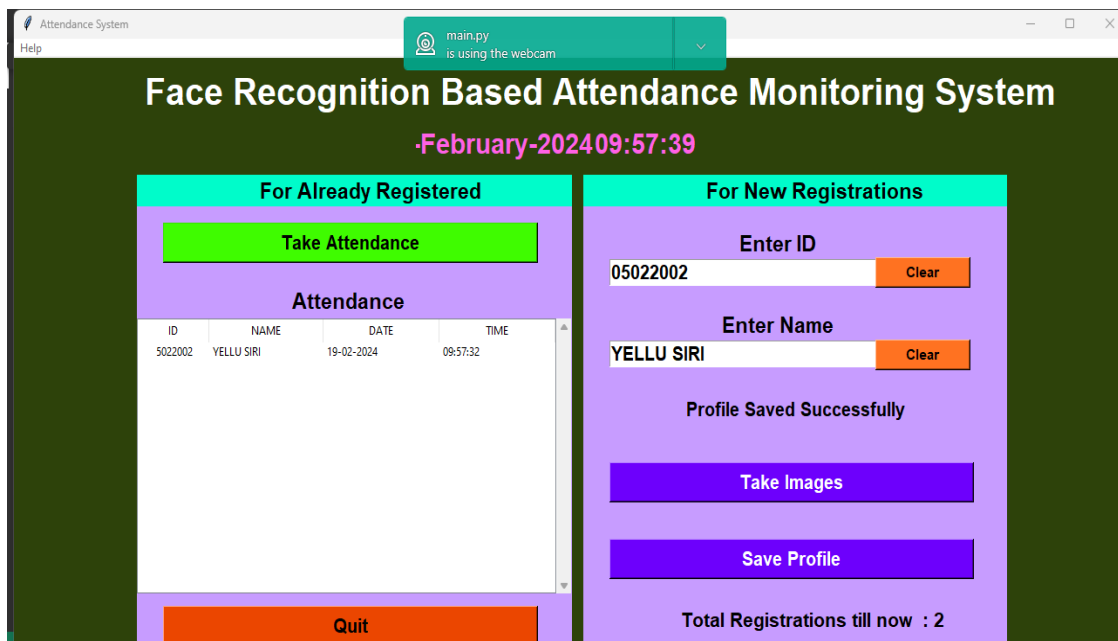 Attendance System
Help
main.py
is using the webcam
Face Recognition Based Attendance Monitoring System
-February-2024 09:57:39
For Already Registered
Take Attendance
Attendance
ID NAME DATE TIME
5022002 YELLU SIRI 19-02-2024 09:57:32
Quit
For New Registrations
Enter ID
05022002 Clear
Enter Name
YELLU SIRI Clear
Profile Saved Successfully
Take Images
Save Profile
Total Registrations till now : 2